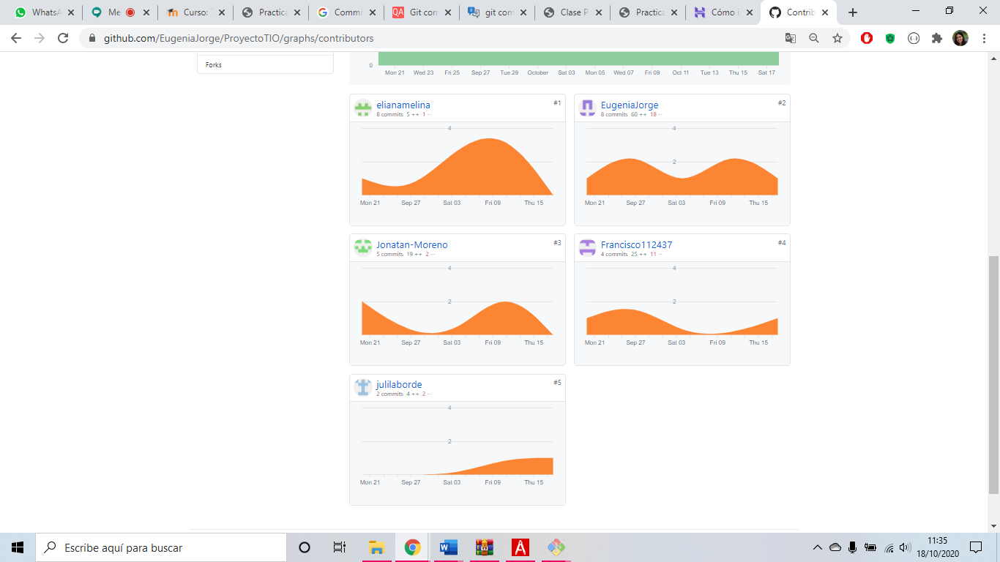 WhatsA
Me
Curso: T
Practica
Commi
Git com
git com
Clase P
Practica
Cómo i
Contrib
github.com/EugeniaJorge/ProyectoTIO/graphs/contributors
Forks
0
Mon 21 Wed 23 Fri 25 Sep 27 Tue 29 October Sat 03 Mon 05 Wed 07 Fri 09 Oct 11 Tue 13 Thu 15 Sat 17
elianamelina #1
8 commits 5 ++ 1 --
4
Mon 21 Sep 27 Sat 03 Fri 09 Thu 15
EugeniaJorge #2
8 commits 60 ++ 18 --
4
2
Mon 21 Sep 27 Sat 03 Fri 09 Thu 15
Jonatan-Moreno #3
5 commits 19 ++ 2 --
4
2
Mon 21 Sep 27 Sat 03 Fri 09 Thu 15
Francisco112437 #4
4 commits 25 ++ 11 --
4
2
Mon 21 Sep 27 Sat 03 Fri 09 Thu 15
julilaborde #5
2 commits 4 ++ 2 --
4
2
Mon 21 Sep 27 Sat 03 Fri 09 Thu 15
Escribe aquí para buscar
11:35
18/10/2020